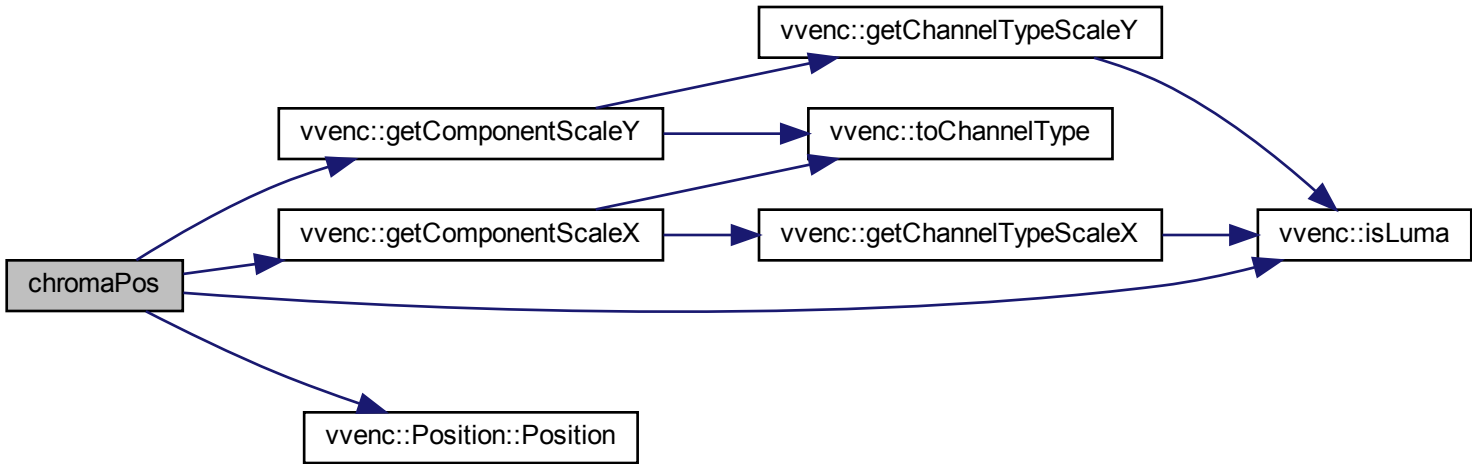 vvenc::getChannelTypeScaleY
vvenc::getComponentScaleY
vvenc::toChannelType
vvenc::getComponentScaleX
vvenc::getChannelTypeScaleX
vvenc::isLuma
chromaPos
vvenc::Position::Position